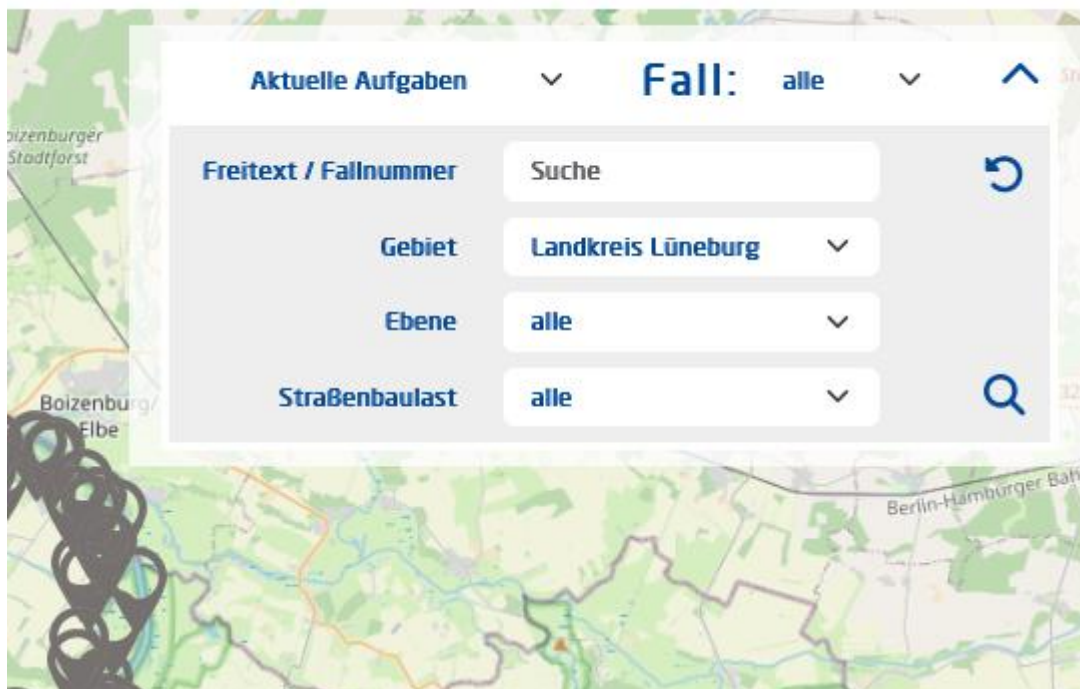 Aktuelle Aufgaben Fall: alle
Boizenburger
Stadtforst
Freitext / Fallnummer Suche
Gebiet Landkreis Lüneburg
Ebene alle
Straßenbaulast alle
Boizenburg/
Elbe
Berlin-Hamburger Bah